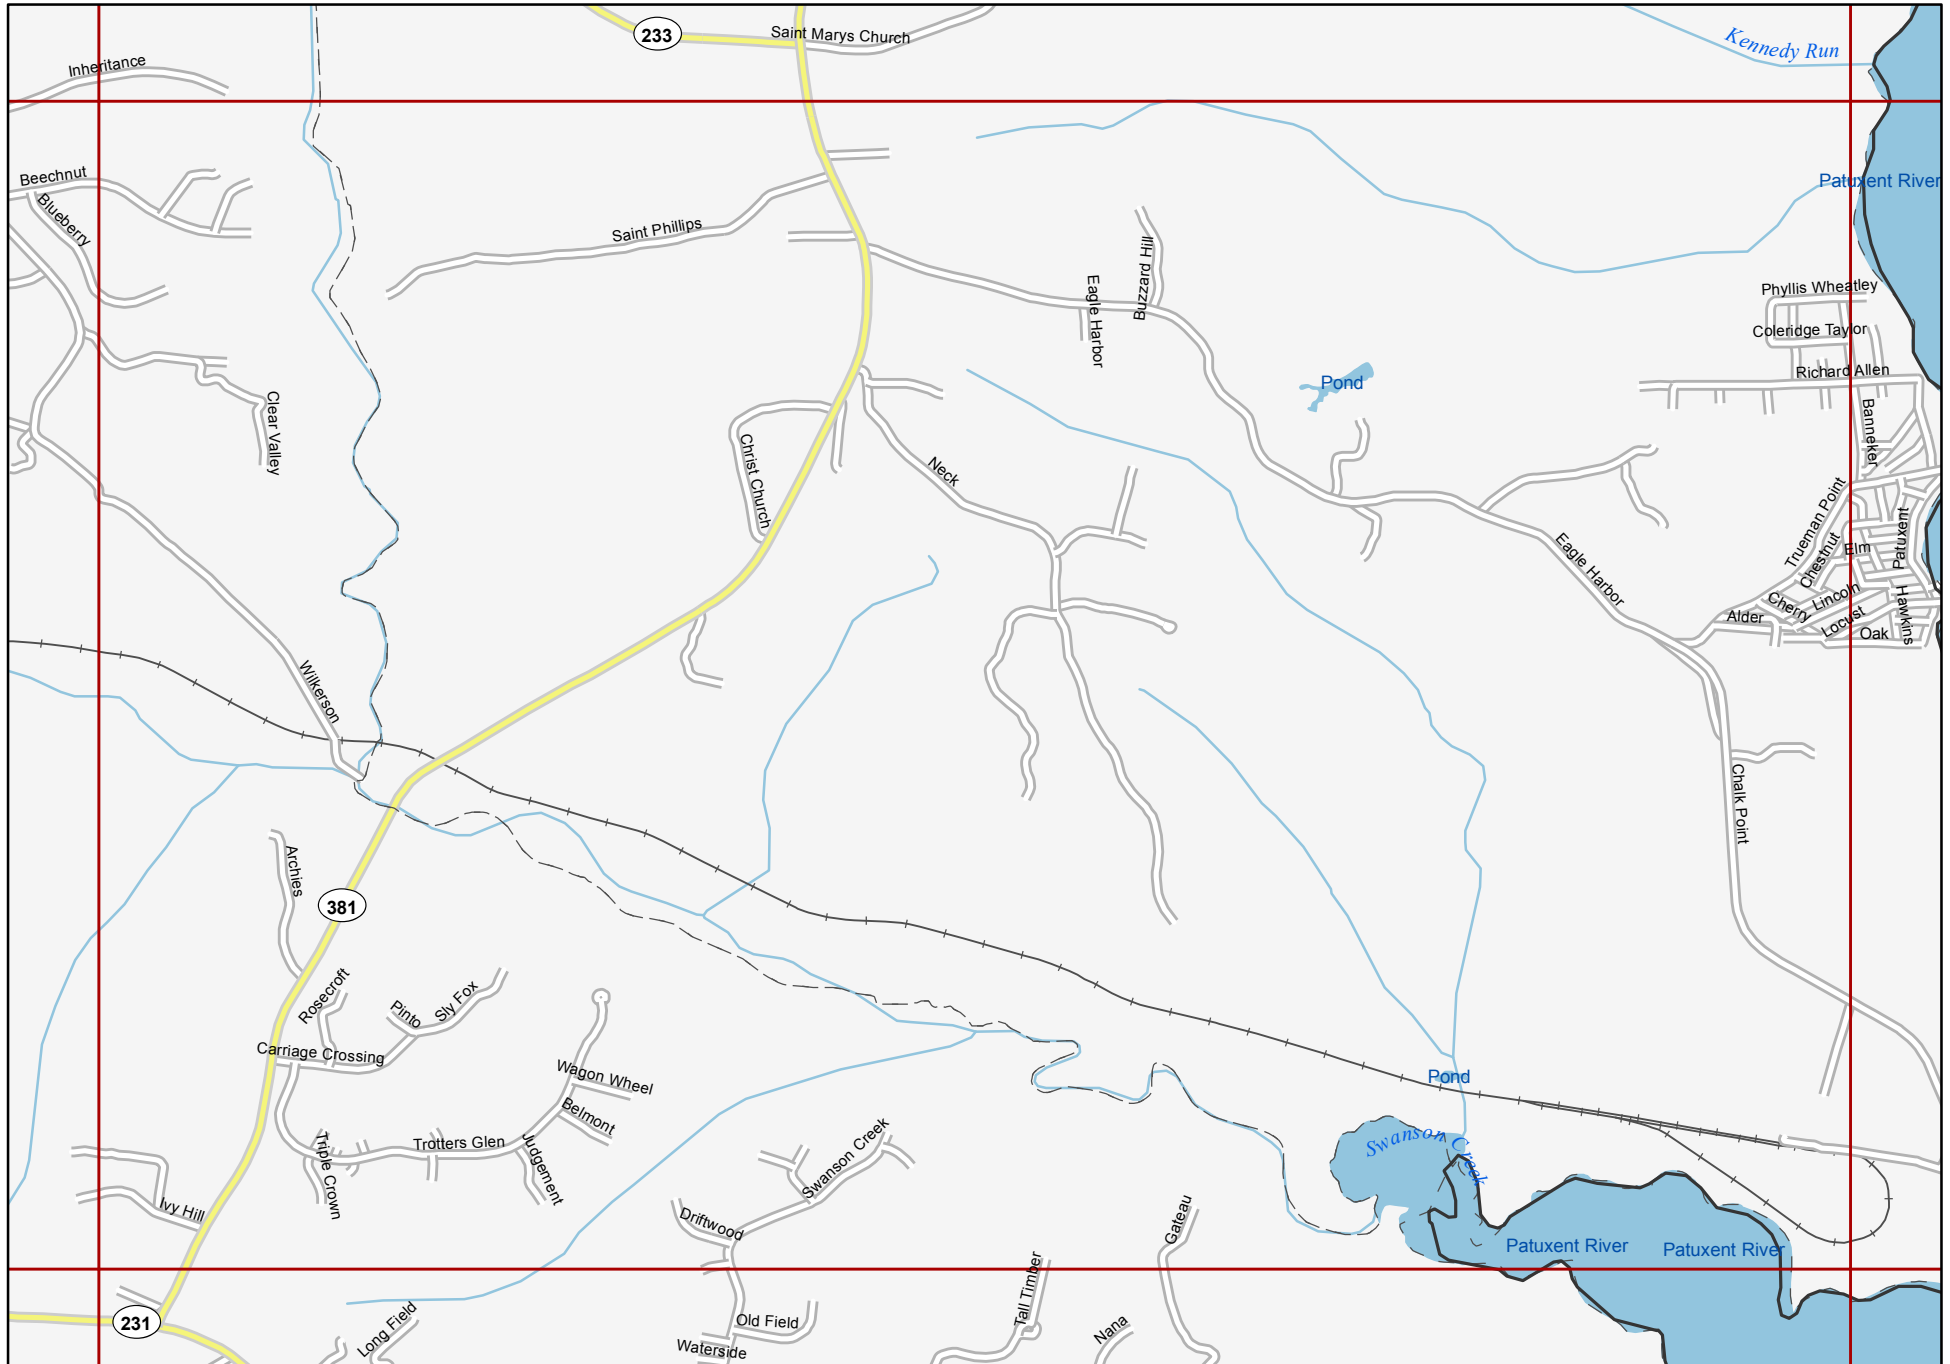 233
Saint Marys Church
Kennedy Run
Inheritance
Beechnut
Blueberry
Patuxent River
Saint Phillips
Buzzard Hill
Eagle Harbor
Phyllis Wheatley
Coleridge Taylor
Richard Allen
Pond
Clear Valley
Christ Church
Neck
Banneker
Trueman Point
Chestnut
Elm
Patuxent
Eagle Harbor
Cherry
Lincoln
Locust
Hawkins
Alder
Oak
Wilkerson
Chalk Point
Archies
381
Rosecroft
Pinto
Sly Fox
Carriage Crossing
Wagon Wheel
Belmont
Pond
Triple Crown
Trotters Glen
Judgement
Swanson Creek
Swanson Creek
Ivy Hill
Driftwood
Gateau
Patuxent River
Patuxent River
Tall Timber
231
Long Field
Old Field
Waterside
Nana